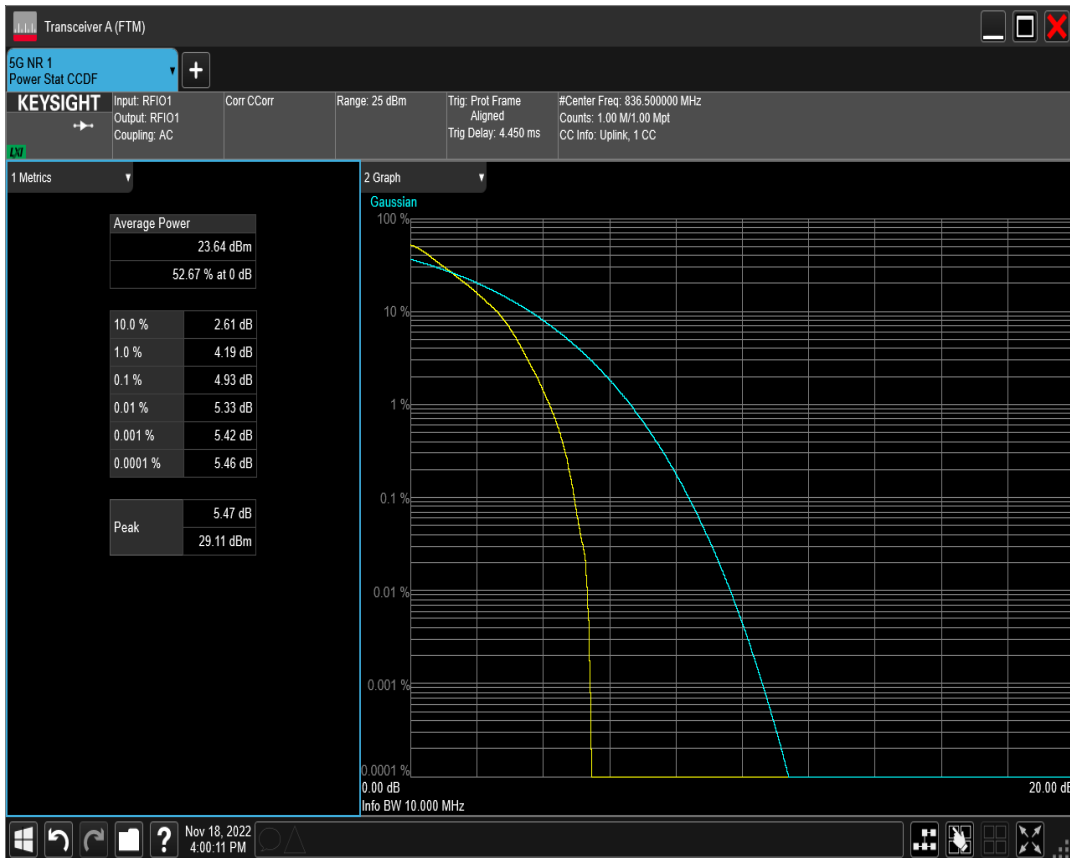 Transceiver A (FTM)
5G NR 1
Power Stat CCDF
KEYSIGHT
LXI
Input: RFIO1
Output: RFIO1
Coupling: AC
Corr CCorr
Range: 25 dBm
Trig: Prot Frame
Aligned
Trig Delay: 4.450 ms
#Center Freq: 836.500000 MHz
Counts: 1.00 M/1.00 Mpt
CC Info: Uplink, 1 CC
1 Metrics
Average Power
23.64 dBm
52.67 % at 0 dB
10.0 % 2.61 dB
1.0 % 4.19 dB
0.1 % 4.93 dB
0.01 % 5.33 dB
0.001 % 5.42 dB
0.0001 % 5.46 dB
Peak 5.47 dB
29.11 dBm
2 Graph
Gaussian
100 %
10 %
1 %
0.1 %
0.01 %
0.001 %
0.0001 %
0.00 dB 20.00 dB
Info BW 10.000 MHz
? Nov 18, 2022
4:00:11 PM